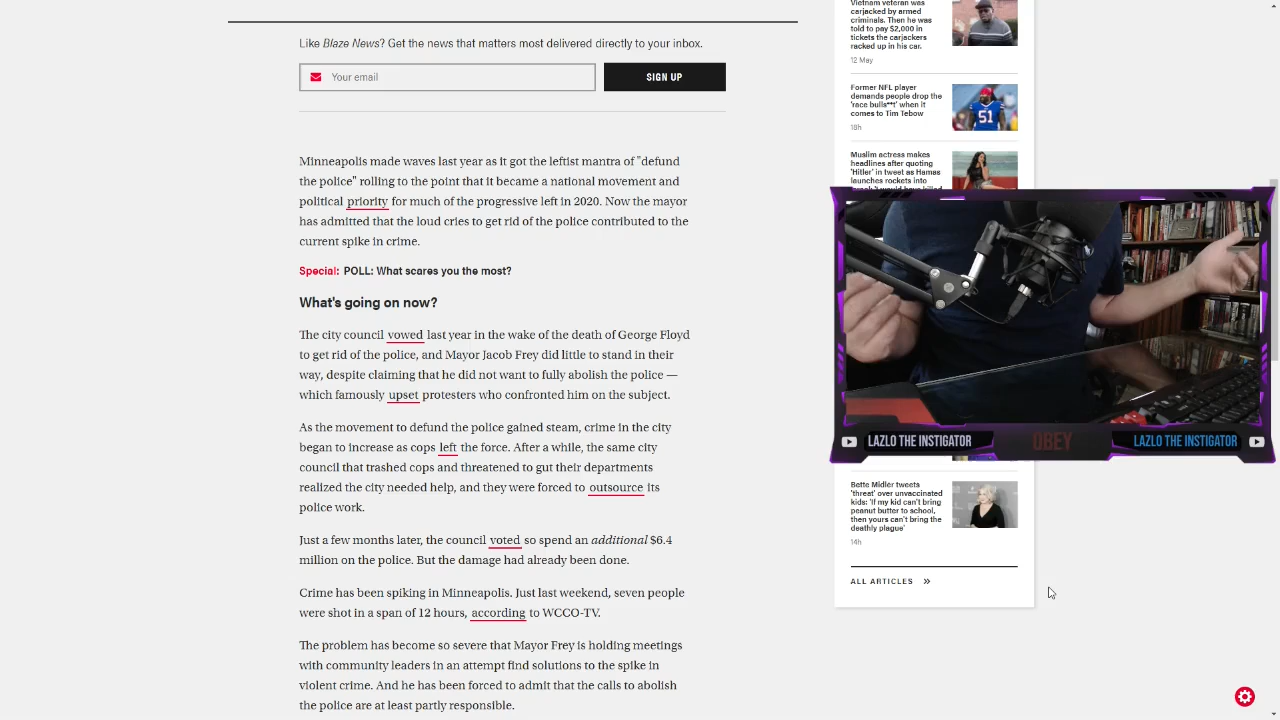 Like Blaze News? Get the news that matters most delivered directly to your inbox.
Your email
SIGN UP
Minneapolis made waves last year as it got the leftist mantra of "defund
the police" rolling to the point that it became a national movement and
political priority for much of the progressive left in 2020. Now the mayor
has admitted that the loud cries to get rid of the police contributed to the
current spike in crime.
Special: POLL: What scares you the most?
What's going on now?
The city council vowed last year in the wake of the death of George Floyd
to get rid of the police, and Mayor Jacob Frey did little to stand in their
way, despite claiming that he did not want to fully abolish the police —
which famously upset protesters who confronted him on the subject.
As the movement to defund the police gained steam, crime in the city
began to increase as cops left the force. After a while, the same city
council that trashed cops and threatened to gut their departments
realized the city needed help, and they were forced to outsource its
police work.
Just a few months later, the council voted so spend an additional $6.4
million on the police. But the damage had already been done.
Crime has been spiking in Minneapolis. Just last weekend, seven people
were shot in a span of 12 hours, according to WCCO-TV.
The problem has become so severe that Mayor Frey is holding meetings
with community leaders in an attempt find solutions to the spike in
violent crime. And he has been forced to admit that the calls to abolish
the police are at least partly responsible.
Vietnam veteran was
carjacked by armed
criminals. Then he was
told to pay $2,000 in
tickets the carjackers
racked up in his car.
12 May
Former NFL player
demands people drop the
'race bulls**t' when it
comes to Tim Tebow
18h
51
Muslim actress makes
headlines after quoting
'Hitler' in tweet as Hamas
launches rockets into
LAZLO THE INSTIGATOR
OBEY
LAZLO THE INSTIGATOR
Bette Midler tweets
'threat' over unvaccinated
kids: 'If my kid can't bring
peanut butter to school,
then yours can't bring the
deathly plague'
14h
ALL ARTICLES »